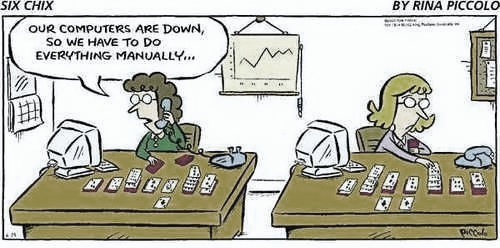 SIX CHIX
BY RINA PICCOLO
OUR COMPUTERS ARE DOWN,
SO WE HAVE TO DO
EVERYTHING MANUALLY...
Piccolo